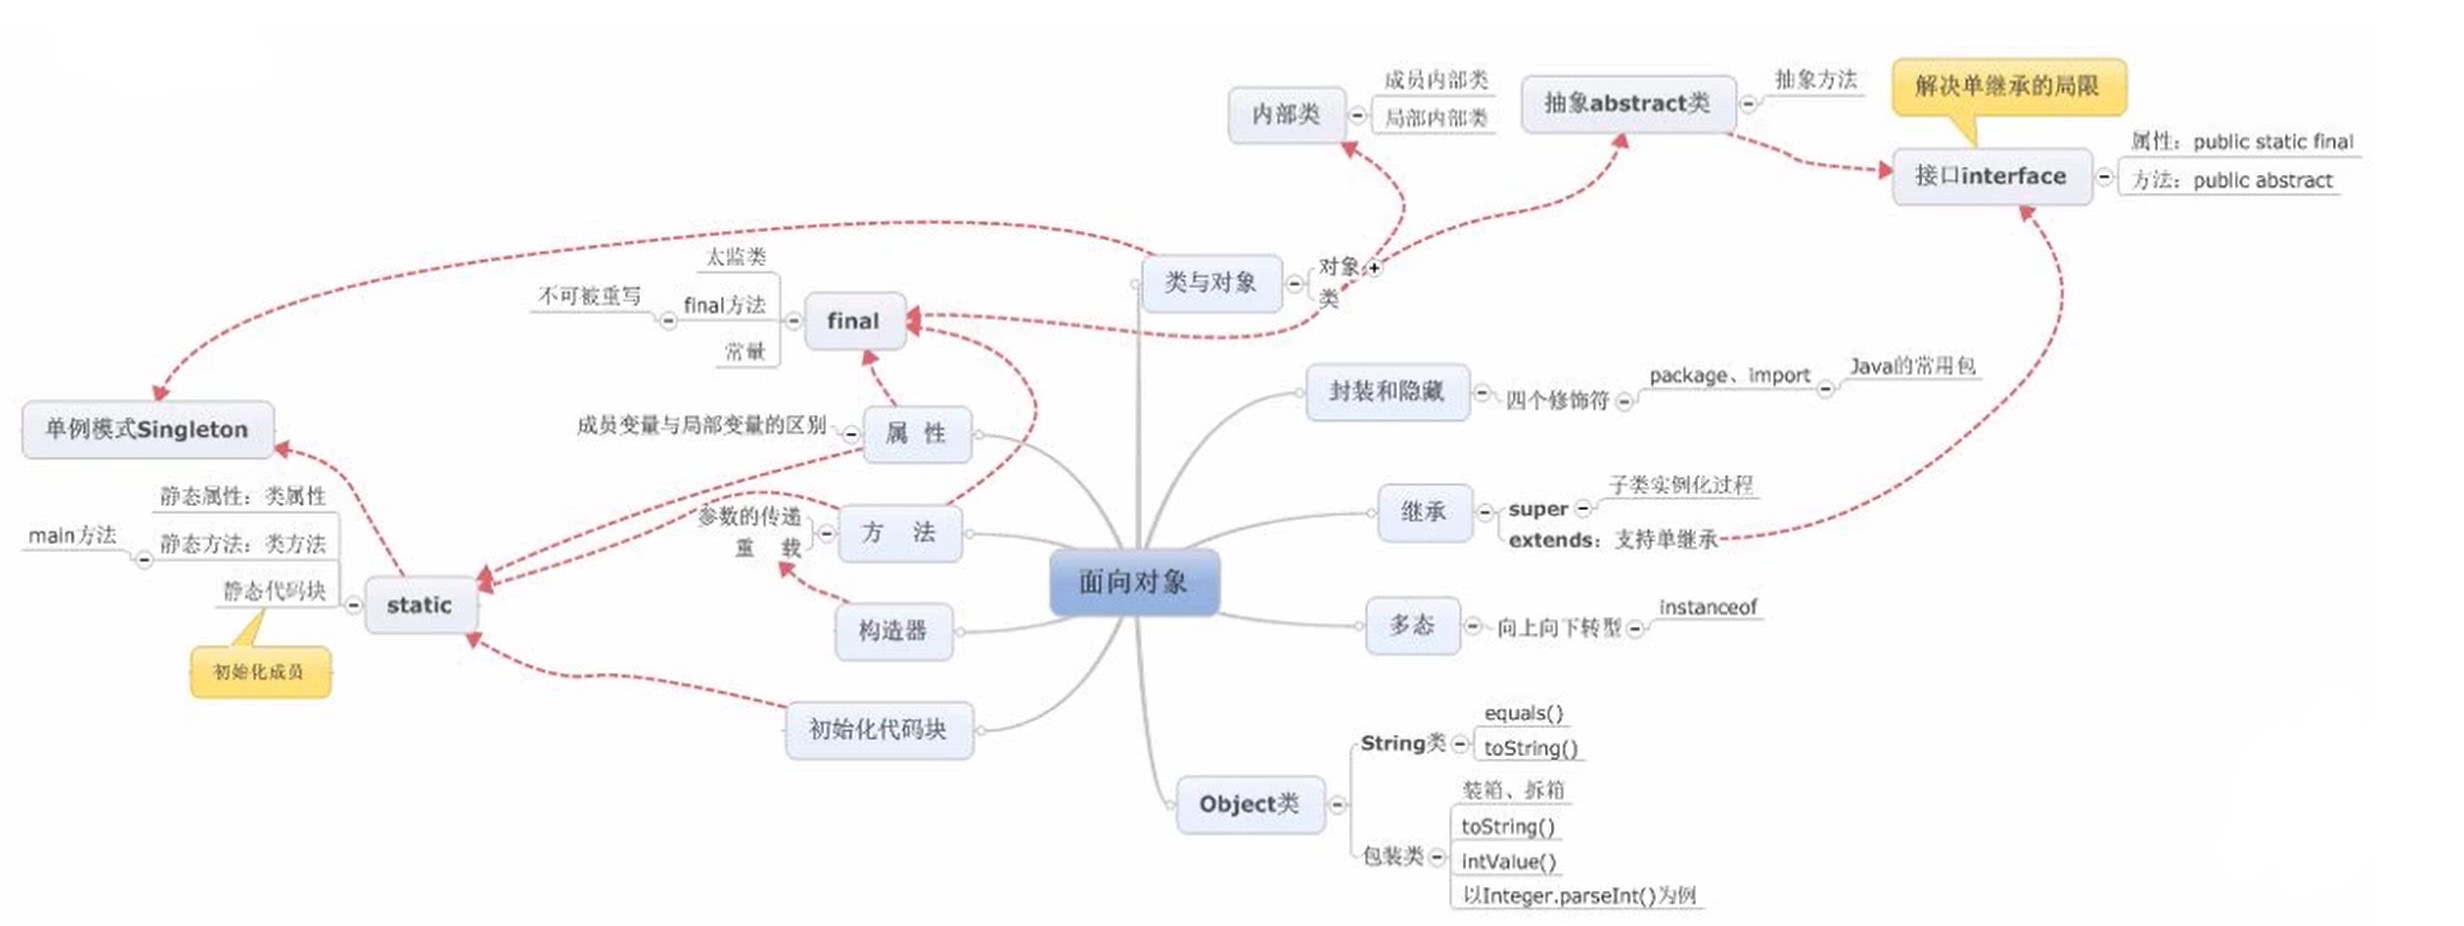 成员内部类
内部类
局部内部类
抽象abstract类
抽象方法
解决单继承的局限
接口interface
属性：public static final
方法：public abstract
类与对象
对象
类
太监类
不可被重写
final方法
final
常量
封装和隐藏
四个修饰符
package、import
Java的常用包
单例模式Singleton
成员变量与局部变量的区别
属 性
静态属性：类属性
main方法
静态方法：类方法
静态代码块
static
初始化成员
参数的传递
重 载
方 法
继承
super
子类实例化过程
extends：支持单继承
面向对象
构造器
多态
向上向下转型
instanceof
初始化代码块
Object类
String类
equals()
toString()
包装类
装箱、拆箱
toString()
intValue()
以Integer.parseInt()为例